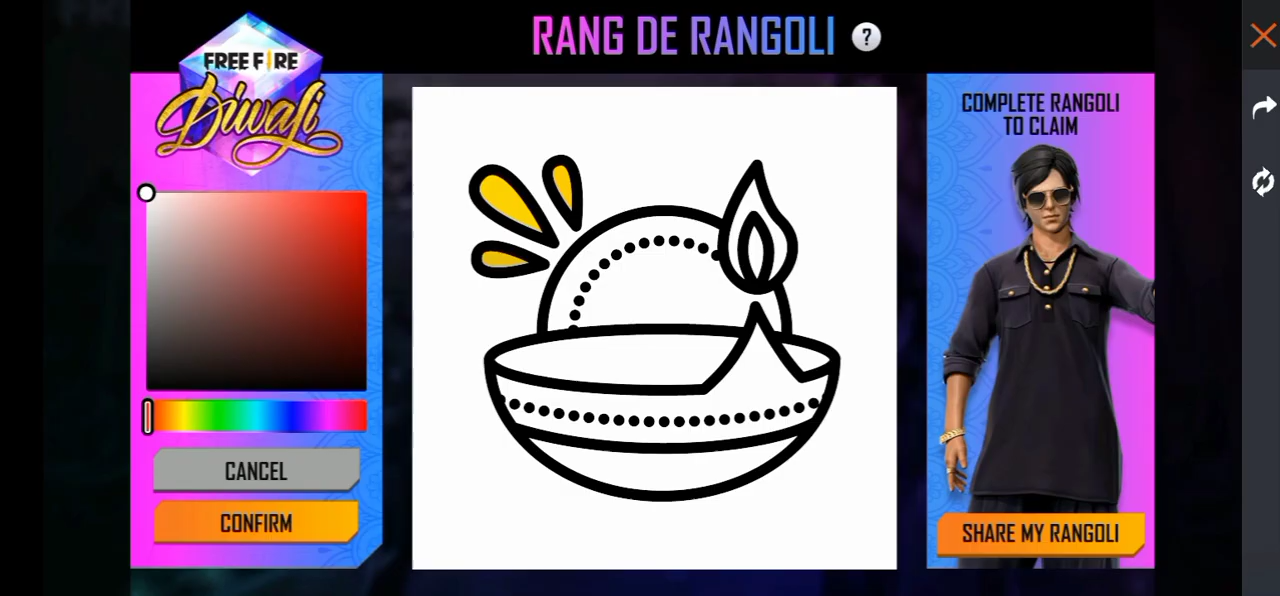 RANG DE RANGOLI ?
FREE FIRE
Diwali
CANCEL
CONFIRM
COMPLETE RANGOLI
TO CLAIM
SHARE MY RANGOLI